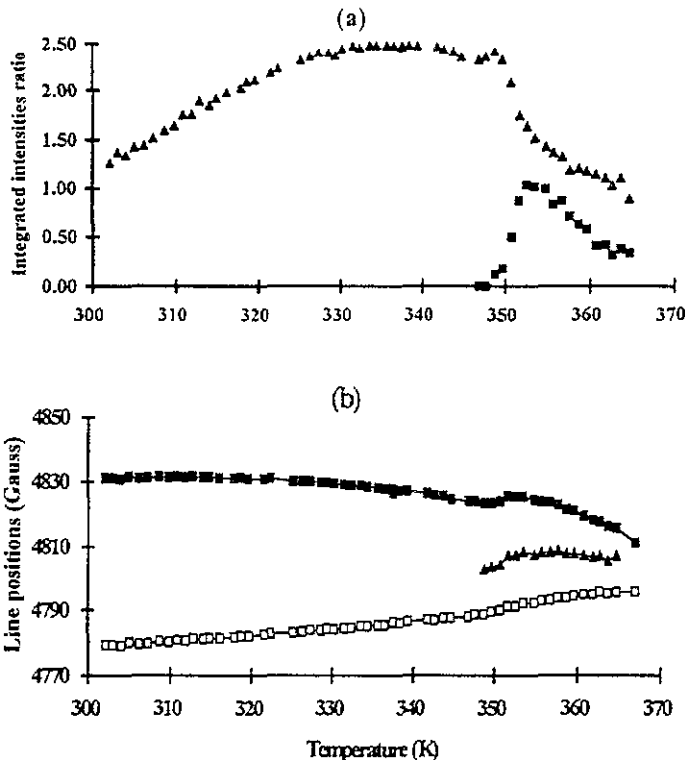 (a)
Integrated intensities ratio
2.50
2.00
1.50
1.00
0.50
0.00
300 310 320 330 340 350 360 370
(b)
Line positions (Gauss)
4850
4830
4810
4790
4770
300 310 320 330 340 350 360 370
Temperature (K)